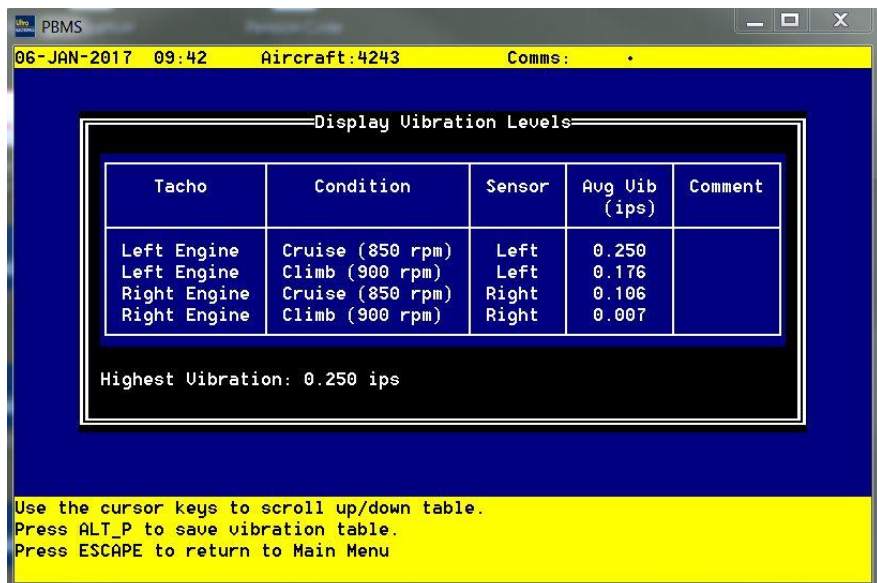 PBMS
06-JAN-2017 09:42 Aircraft:4243 Comms:
Display Vibration Levels
Tacho Condition Sensor Avg Vib (ips) Comment
Left Engine Cruise (850 rpm) Left 0.250
Left Engine Climb (900 rpm) Left 0.176
Right Engine Cruise (850 rpm) Right 0.106
Right Engine Climb (900 rpm) Right 0.007
Highest Vibration: 0.250 ips
Use the cursor keys to scroll up/down table.
Press ALT_P to save vibration table.
Press ESCAPE to return to Main Menu